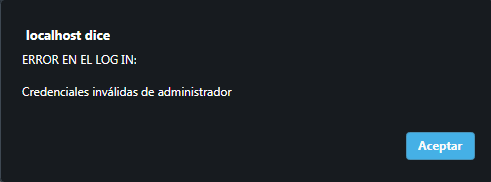 localhost dice
ERROR EN EL LOG IN:
Credenciales inválidas de administrador
Aceptar